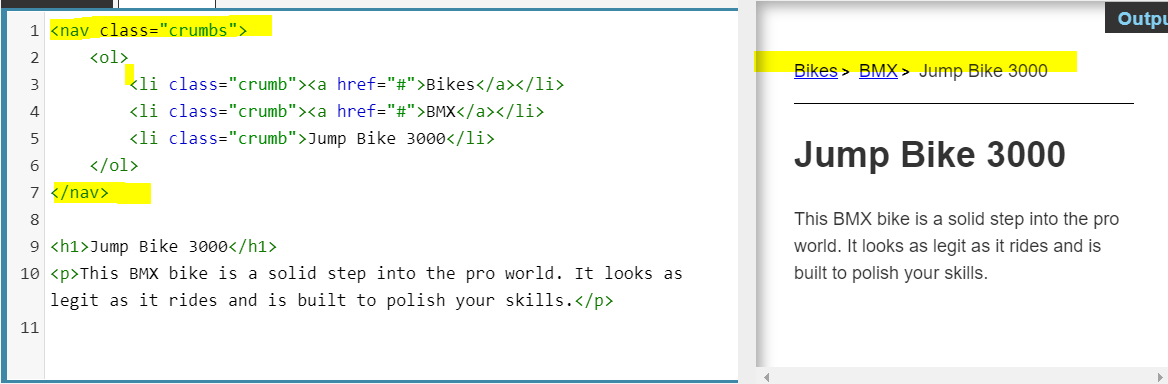 1 <nav class="crumbs">
2 <ol>
3 <li class="crumb"><a href="#">Bikes</a></li>
4 <li class="crumb"><a href="#">BMX</a></li>
5 <li class="crumb">Jump Bike 3000</li>
6 </ol>
7 </nav>
8
9 <h1>Jump Bike 3000</h1>
10 <p>This BMX bike is a solid step into the pro world. It looks as
legit as it rides and is built to polish your skills.</p>
11
Outpu
Bikes > BMX > Jump Bike 3000
Jump Bike 3000
This BMX bike is a solid step into the pro
world. It looks as legit as it rides and is
built to polish your skills.